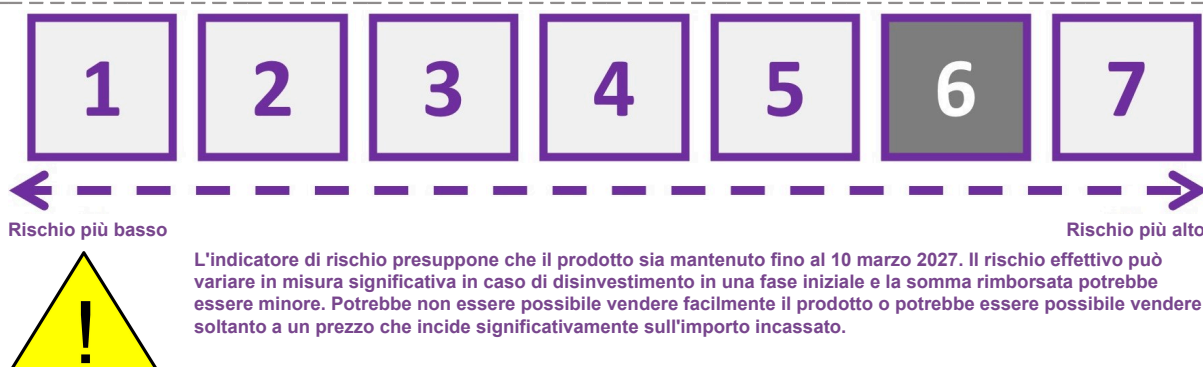 1 2 3 4 5 6 7
Rischio più basso Rischio più alto
L'indicatore di rischio presuppone che il prodotto sia mantenuto fino al 10 marzo 2027. Il rischio effettivo può
variare in misura significativa in caso di disinvestimento in una fase iniziale e la somma rimborsata potrebbe
essere minore. Potrebbe non essere possibile vendere facilmente il prodotto o potrebbe essere possibile vendere
soltanto a un prezzo che incide significativamente sull'importo incassato.
!